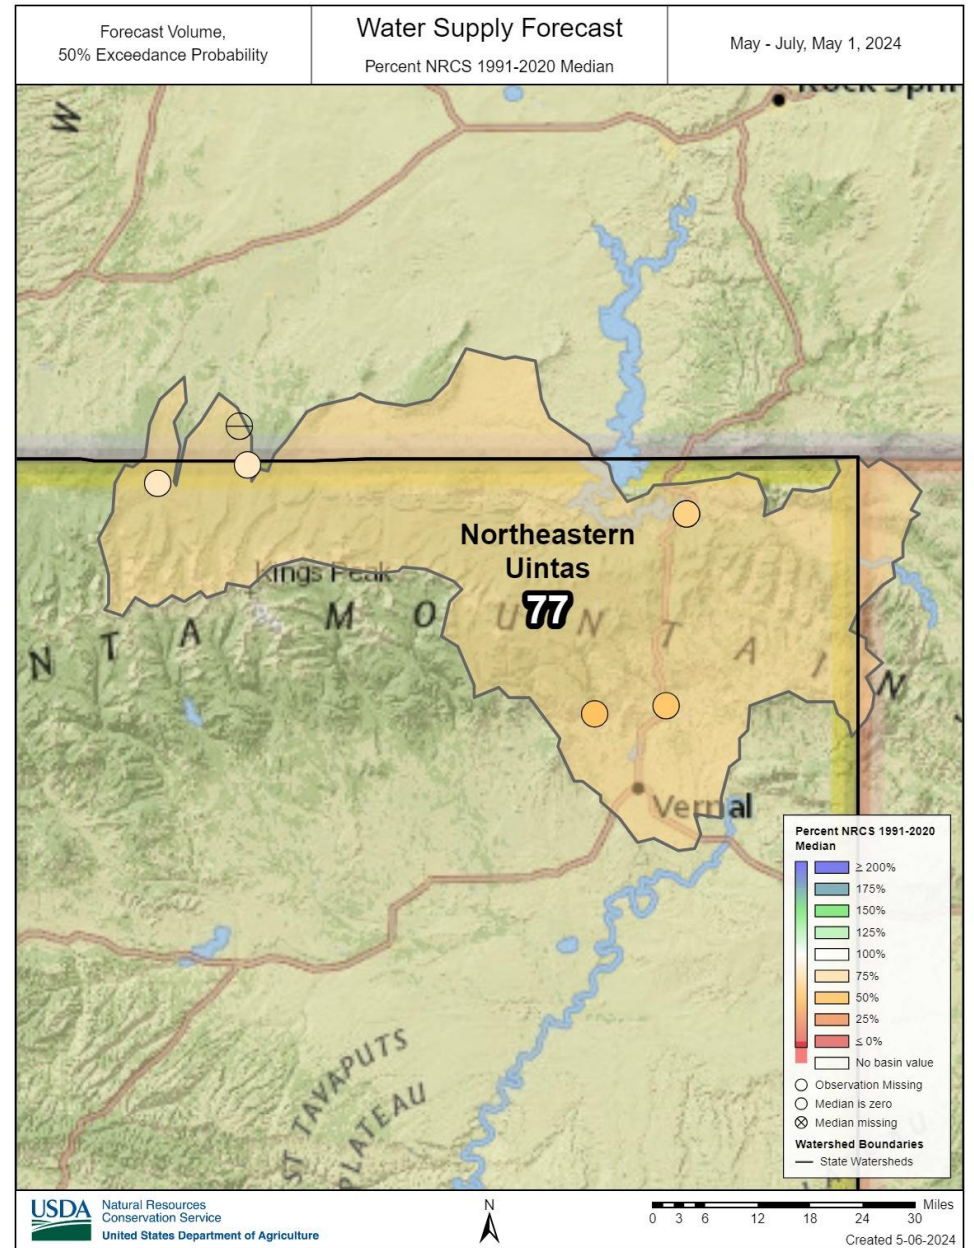 Forecast Volume,
50% Exceedance Probability
Water Supply Forecast
Percent NRCS 1991-2020 Median
May - July, May 1, 2024
W
Northeastern
Uintas
77
Kings Peak
N T A M O U N T A I N
Vernal
ST TAVAPUTS
PLATEAU
Percent NRCS 1991-2020
Median
≥ 200%
175%
150%
125%
100%
75%
50%
25%
≤ 0%
No basin value
Observation Missing
Median is zero
Median missing
Watershed Boundaries
State Watersheds
USDA
Natural Resources
Conservation Service
United States Department of Agriculture
N
Miles
0 3 6 12 18 24 30
Created 5-06-2024